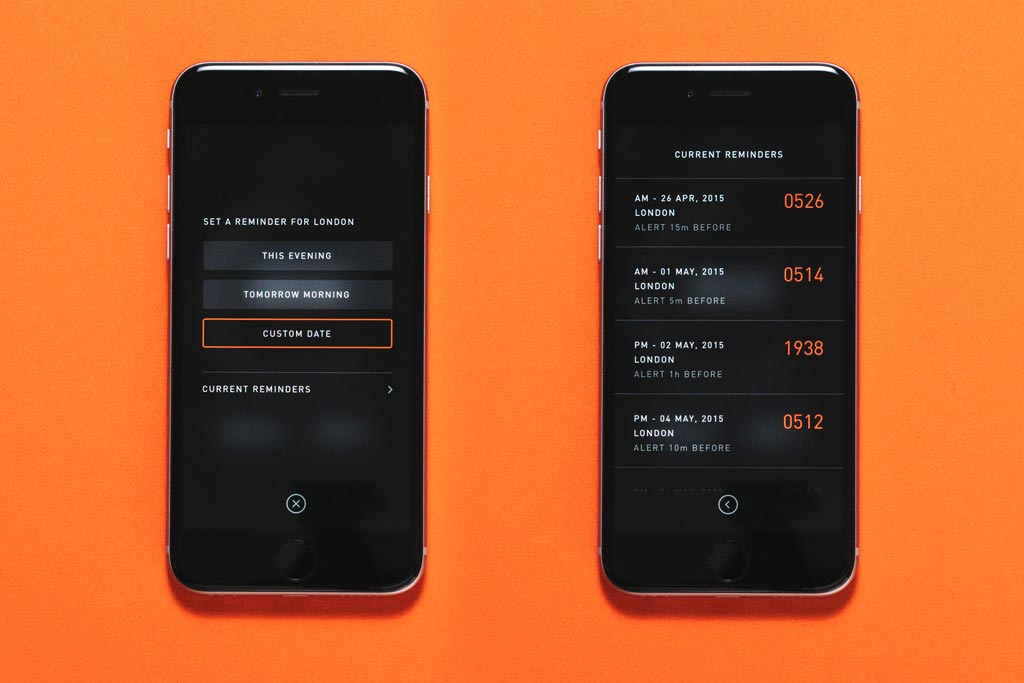 SET A REMINDER FOR LONDON
THIS EVENING
TOMORROW MORNING
CUSTOM DATE
CURRENT REMINDERS
CURRENT REMINDERS
AM - 26 APR, 2015
0526
LONDON
ALERT 15m BEFORE
AM - 01 MAY, 2015
0514
LONDON
ALERT 5m BEFORE
PM - 02 MAY, 2015
1938
LONDON
ALERT 1h BEFORE
PM - 04 MAY, 2015
0512
LONDON
ALERT 10m BEFORE